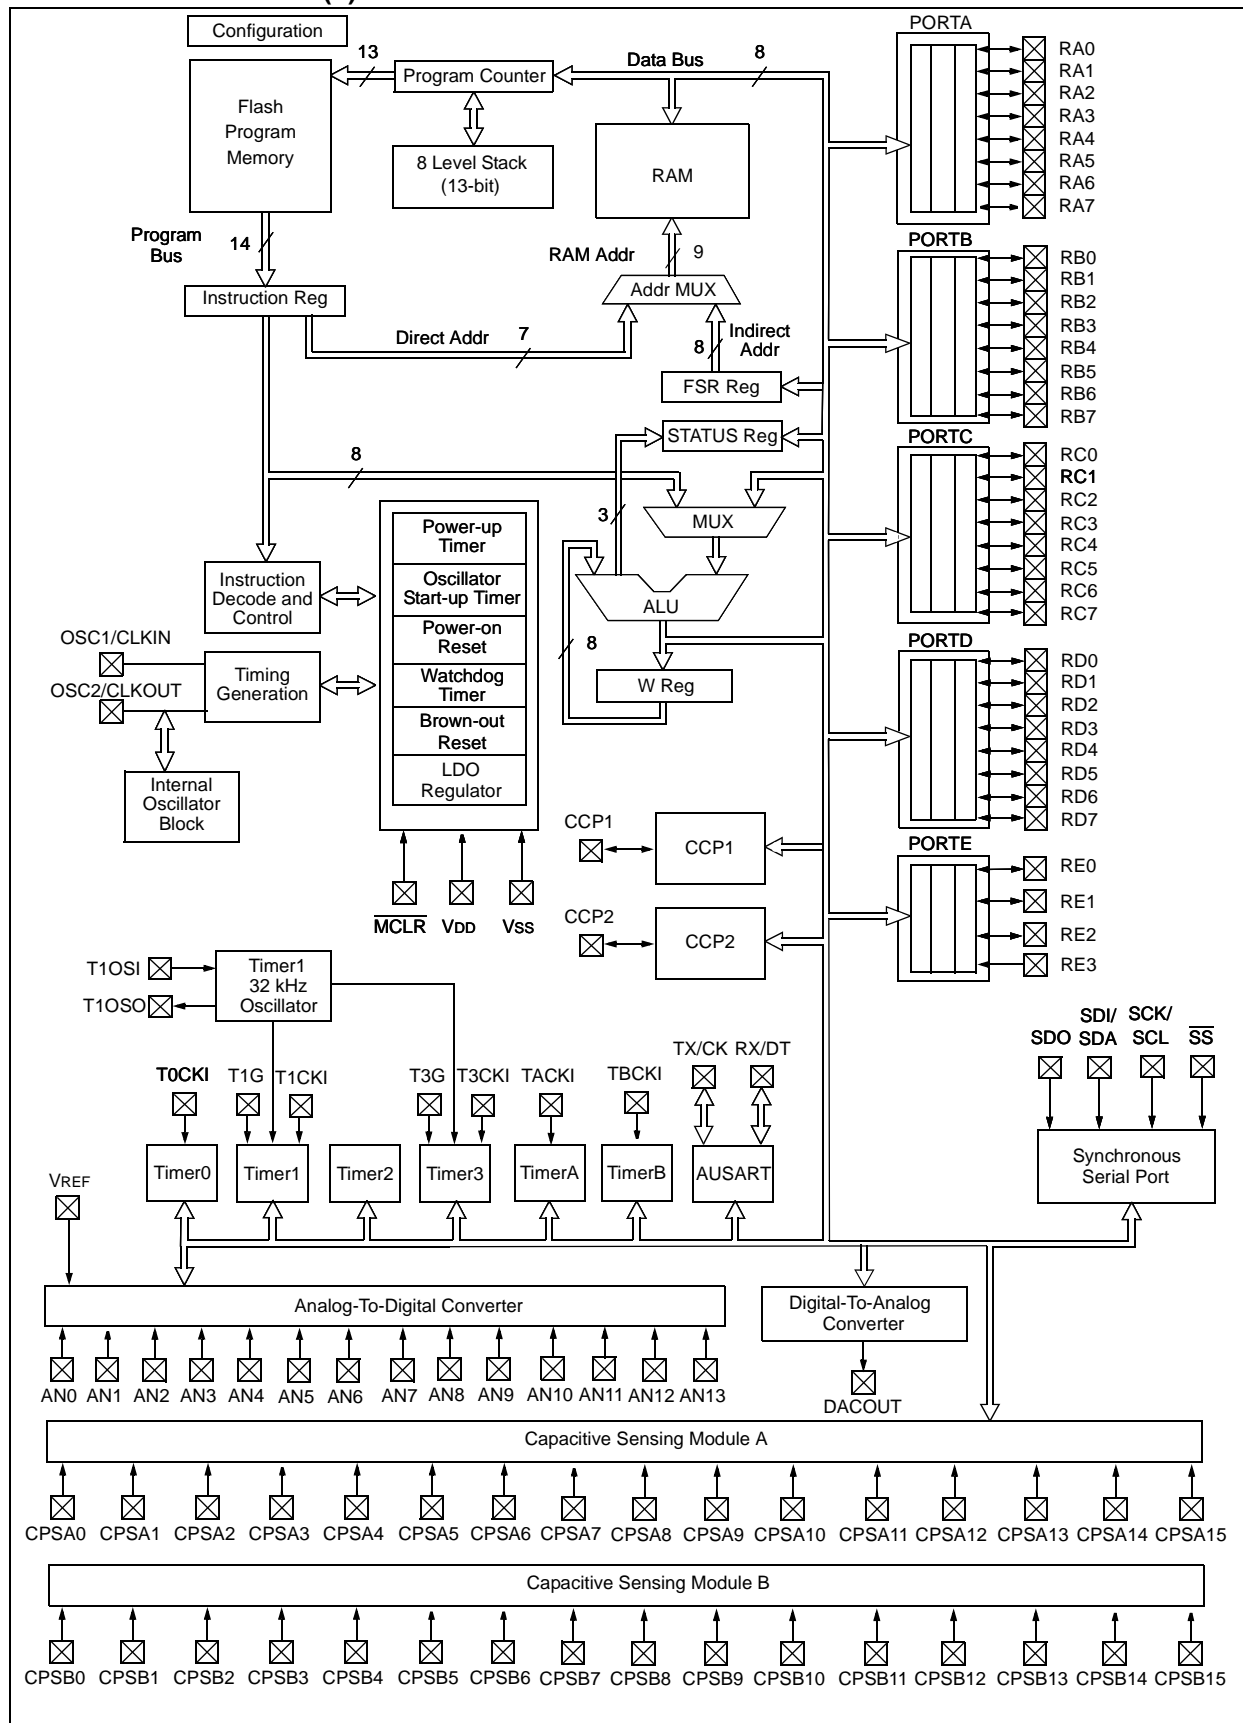 Configuration
PORTA
13
Data Bus
8
Program Counter
Flash
Program
Memory
8 Level Stack
(13-bit)
RAM
RA0
RA1
RA2
RA3
RA4
RA5
RA6
RA7
Program
Bus
14
RAM Addr
9
Addr MUX
Instruction Reg
Direct Addr
7
Indirect
Addr
8
FSR Reg
STATUS Reg
PORTB
RB0
RB1
RB2
RB3
RB4
RB5
RB6
RB7
8
3
MUX
ALU
8
W Reg
PORTC
RC0
RC1
RC2
RC3
RC4
RC5
RC6
RC7
Power-up
Timer
Oscillator
Start-up Timer
Power-on
Reset
Watchdog
Timer
Brown-out
Reset
LDO
Regulator
Instruction
Decode and
Control
OSC1/CLKIN
OSC2/CLKOUT
Timing
Generation
Internal
Oscillator
Block
PORTD
RD0
RD1
RD2
RD3
RD4
RD5
RD6
RD7
MCLR
VDD
VSS
CCP1
CCP1
CCP2
CCP2
PORTE
RE0
RE1
RE2
RE3
T1OSI
T1OSO
Timer1
32 kHz
Oscillator
SDO
SDI/
SDA
SCK/
SCL
SS
Synchronous
Serial Port
T0CKI
T1G
T1CKI
T3G
T3CKI
TACKI
TBCKI
TX/CK
RX/DT
Timer0
Timer1
Timer2
Timer3
TimerA
TimerB
AUSART
VREF
Analog-To-Digital Converter
Digital-To-Analog
Converter
AN0
AN1
AN2
AN3
AN4
AN5
AN6
AN7
AN8
AN9
AN10
AN11
AN12
AN13
DACOUT
Capacitive Sensing Module A
CPSA0
CPSA1
CPSA2
CPSA3
CPSA4
CPSA5
CPSA6
CPSA7
CPSA8
CPSA9
CPSA10
CPSA11
CPSA12
CPSA13
CPSA14
CPSA15
Capacitive Sensing Module B
CPSB0
CPSB1
CPSB2
CPSB3
CPSB4
CPSB5
CPSB6
CPSB7
CPSB8
CPSB9
CPSB10
CPSB11
CPSB12
CPSB13
CPSB14
CPSB15